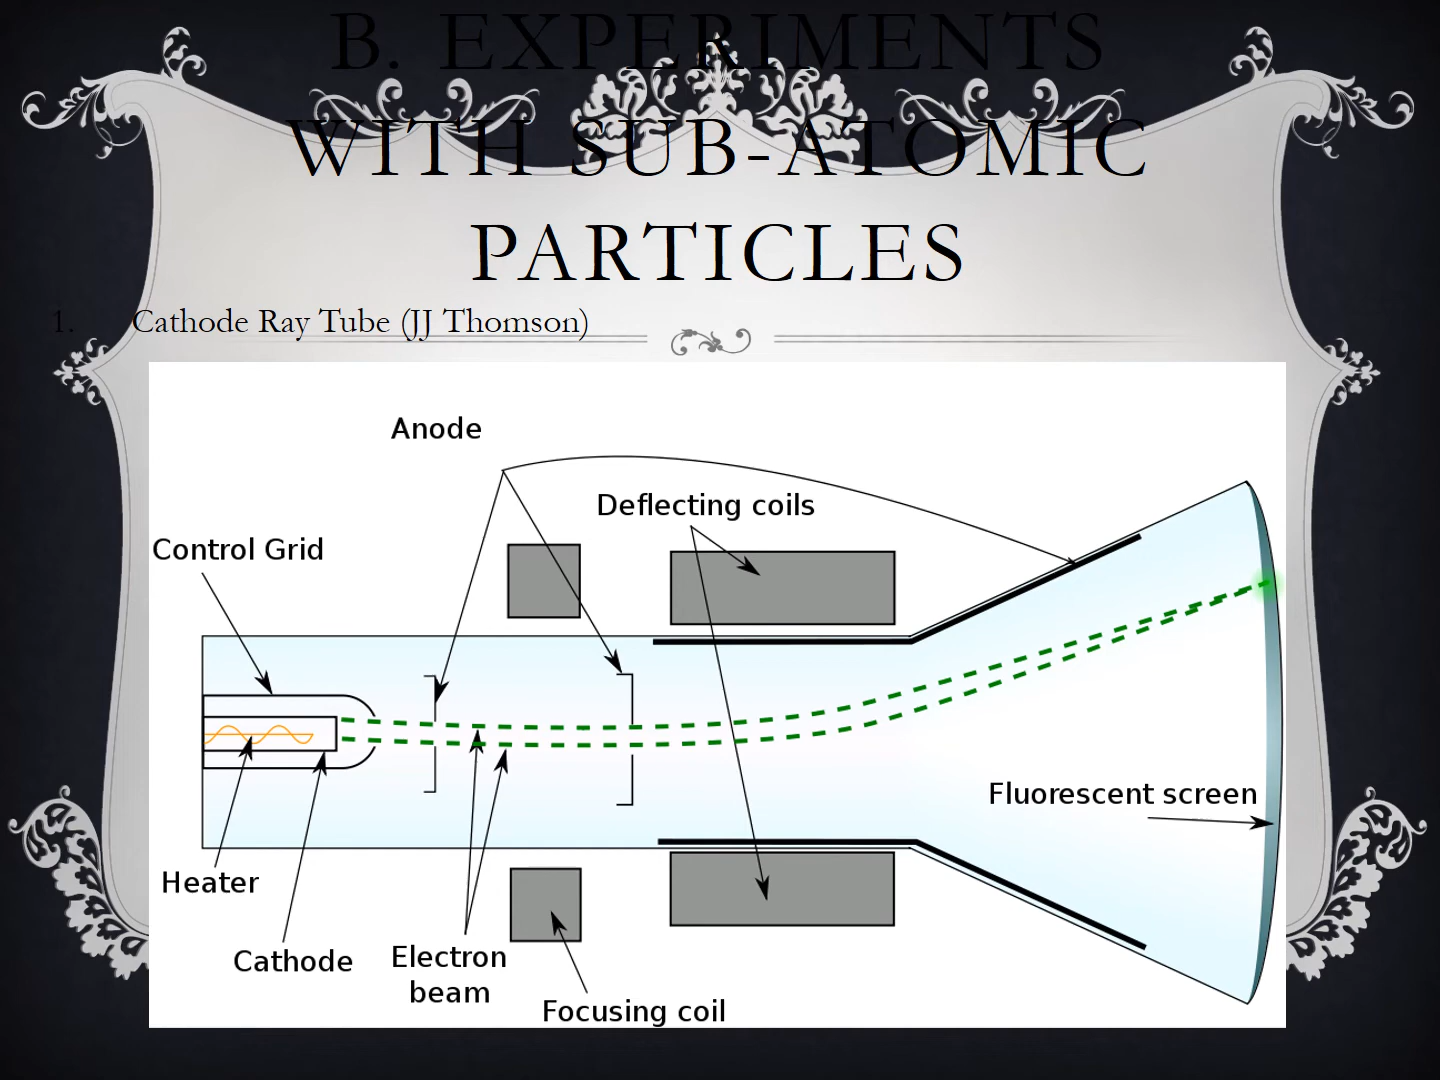 B. EXPERIMENTS
WITH SUB-ATOMIC
PARTICLES
1. Cathode Ray Tube (JJ Thomson)
Anode
Deflecting coils
Control Grid
Fluorescent screen
Heater
Cathode
Electron
beam
Focusing coil